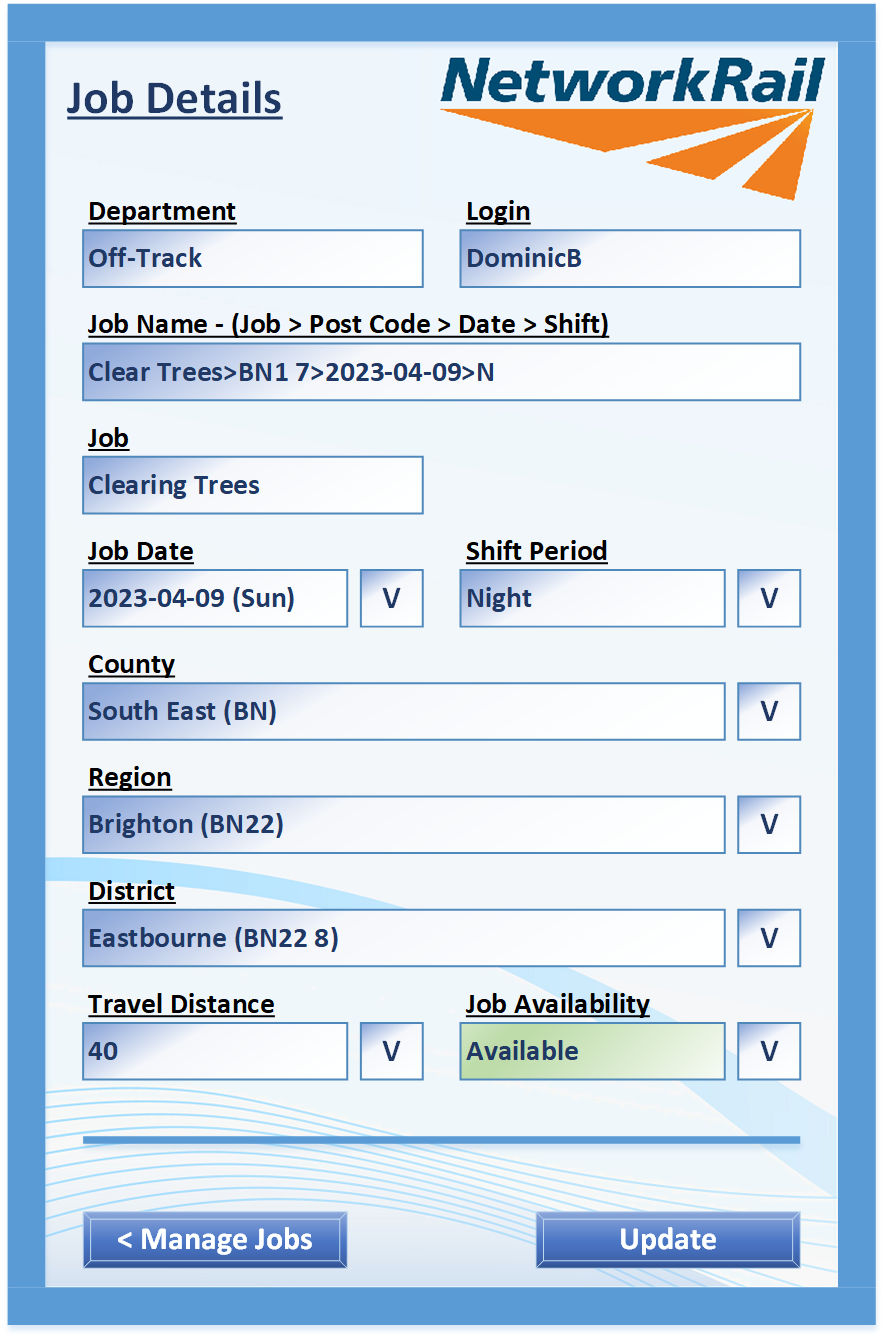 Job Details
NetworkRail
Department
Login
Off-Track
DominicB
Job Name - (Job > Post Code > Date > Shift)
Clear Trees>BN1 7>2023-04-09>N
Job
Clearing Trees
Job Date
Shift Period
2023-04-09 (Sun)
V
Night
V
County
South East (BN)
V
Region
Brighton (BN22)
V
District
Eastbourne (BN22 8)
V
Travel Distance
Job Availability
40
V
Available
V
< Manage Jobs
Update